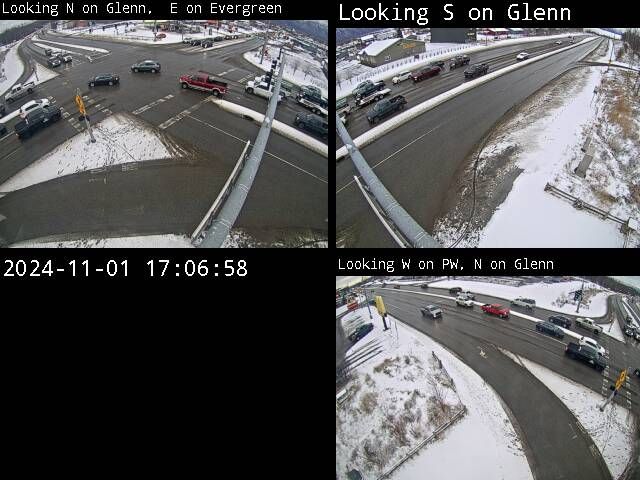 Looking N on Glenn,  E on Evergreen
Looking S on Glenn
2024-11-01 17:06:58
Looking W on PW, N on Glenn